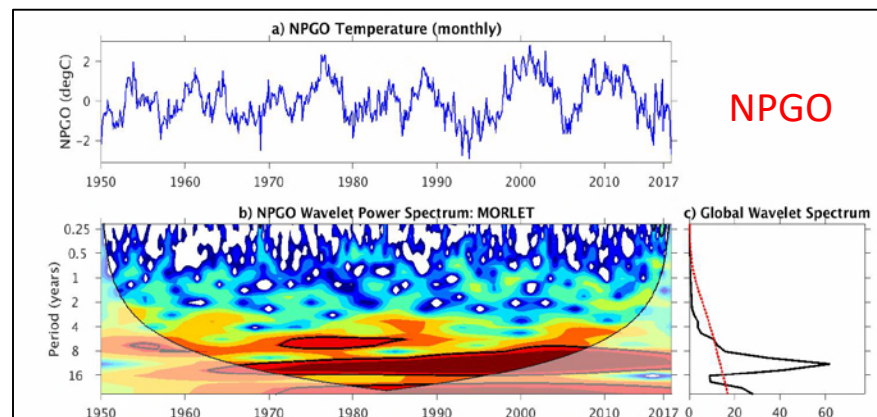 a) NPGO Temperature (monthly)
NPGO (degC)
2
0
-2
1950 1960 1970 1980 1990 2000 2010 2017
NPGO
b) NPGO Wavelet Power Spectrum: MORLET
c) Global Wavelet Spectrum
Period (years)
0.25
0.5
1
2
4
8
16
1950 1960 1970 1980 1990 2000 2010 2017
0 20 40 60